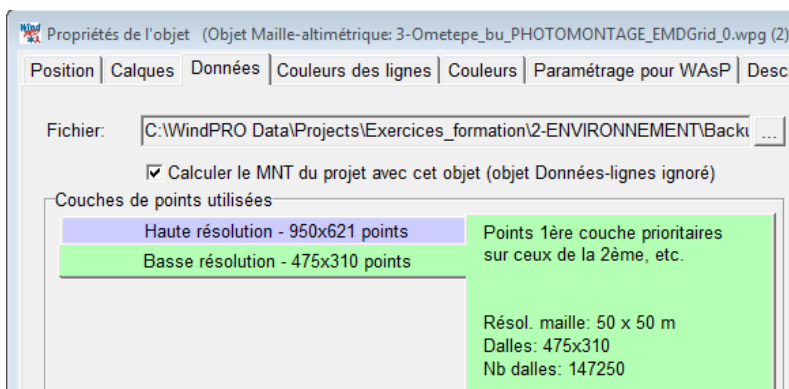 Propriétés de l'objet (Objet Maille-altimétrique: 3-Ometepe_bu_PHOTOMONTAGE_EMDGrid_0.wpg (2)
Position Calques Données Couleurs des lignes Couleurs Paramétrage pour WAsP Desc
Fichier: C:\WindPRO Data\Projects\Exercices_formation\2-ENVIRONNEMENT\Backu ...
Calculer le MNT du projet avec cet objet (objet Données-lignes ignoré)
Couches de points utilisées
Haute résolution - 950x621 points
Basse résolution - 475x310 points
Points 1ère couche prioritaires
sur ceux de la 2ème, etc.
Résol. maille: 50 x 50 m
Dalles: 475x310
Nb dalles: 147250